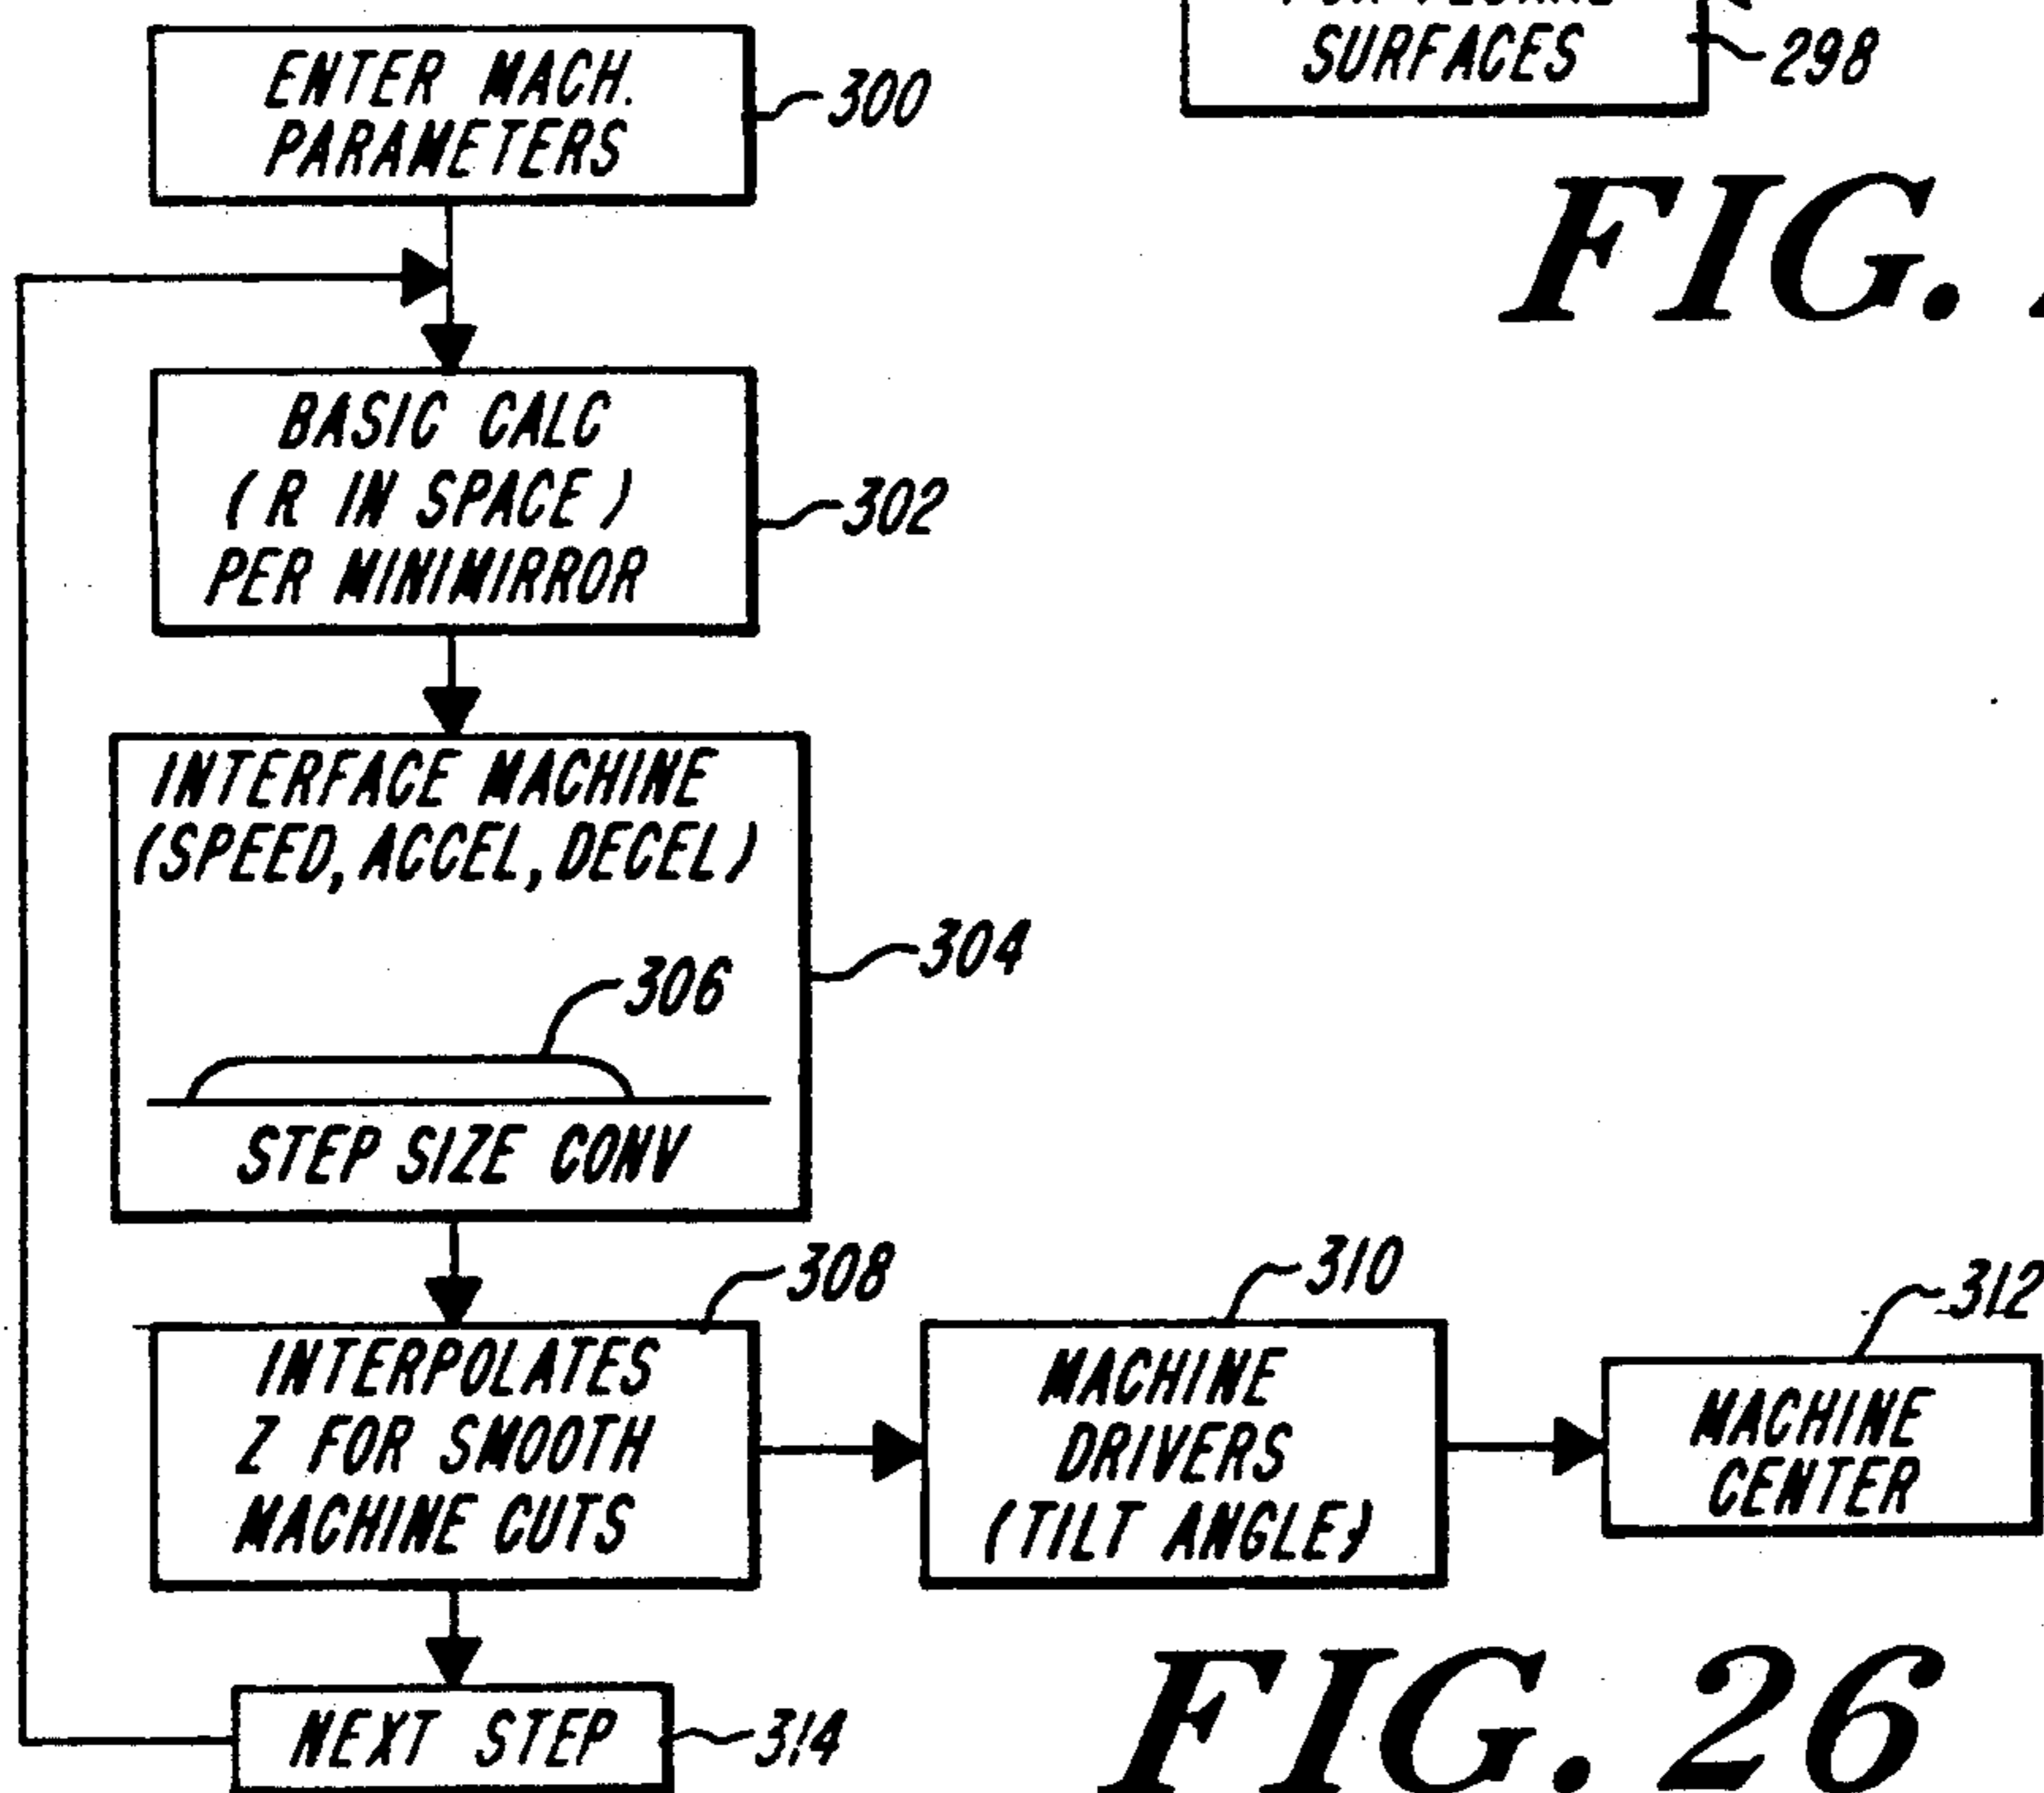 ENTER MACH.
PARAMETERS
300
SURFACES
298
FIG.
BASIC CALC
(R IN SPACE)
PER MINIMIRROR
302
INTERFACE MACHINE
(SPEED, ACCEL, DECEL)
304
306
STEP SIZE CONV
308
INTERPOLATES
Z FOR SMOOTH
MACHINE CUTS
310
MACHINE
DRIVERS
(TILT ANGLE)
312
MACHINE
CENTER
NEXT STEP
314
FIG. 26